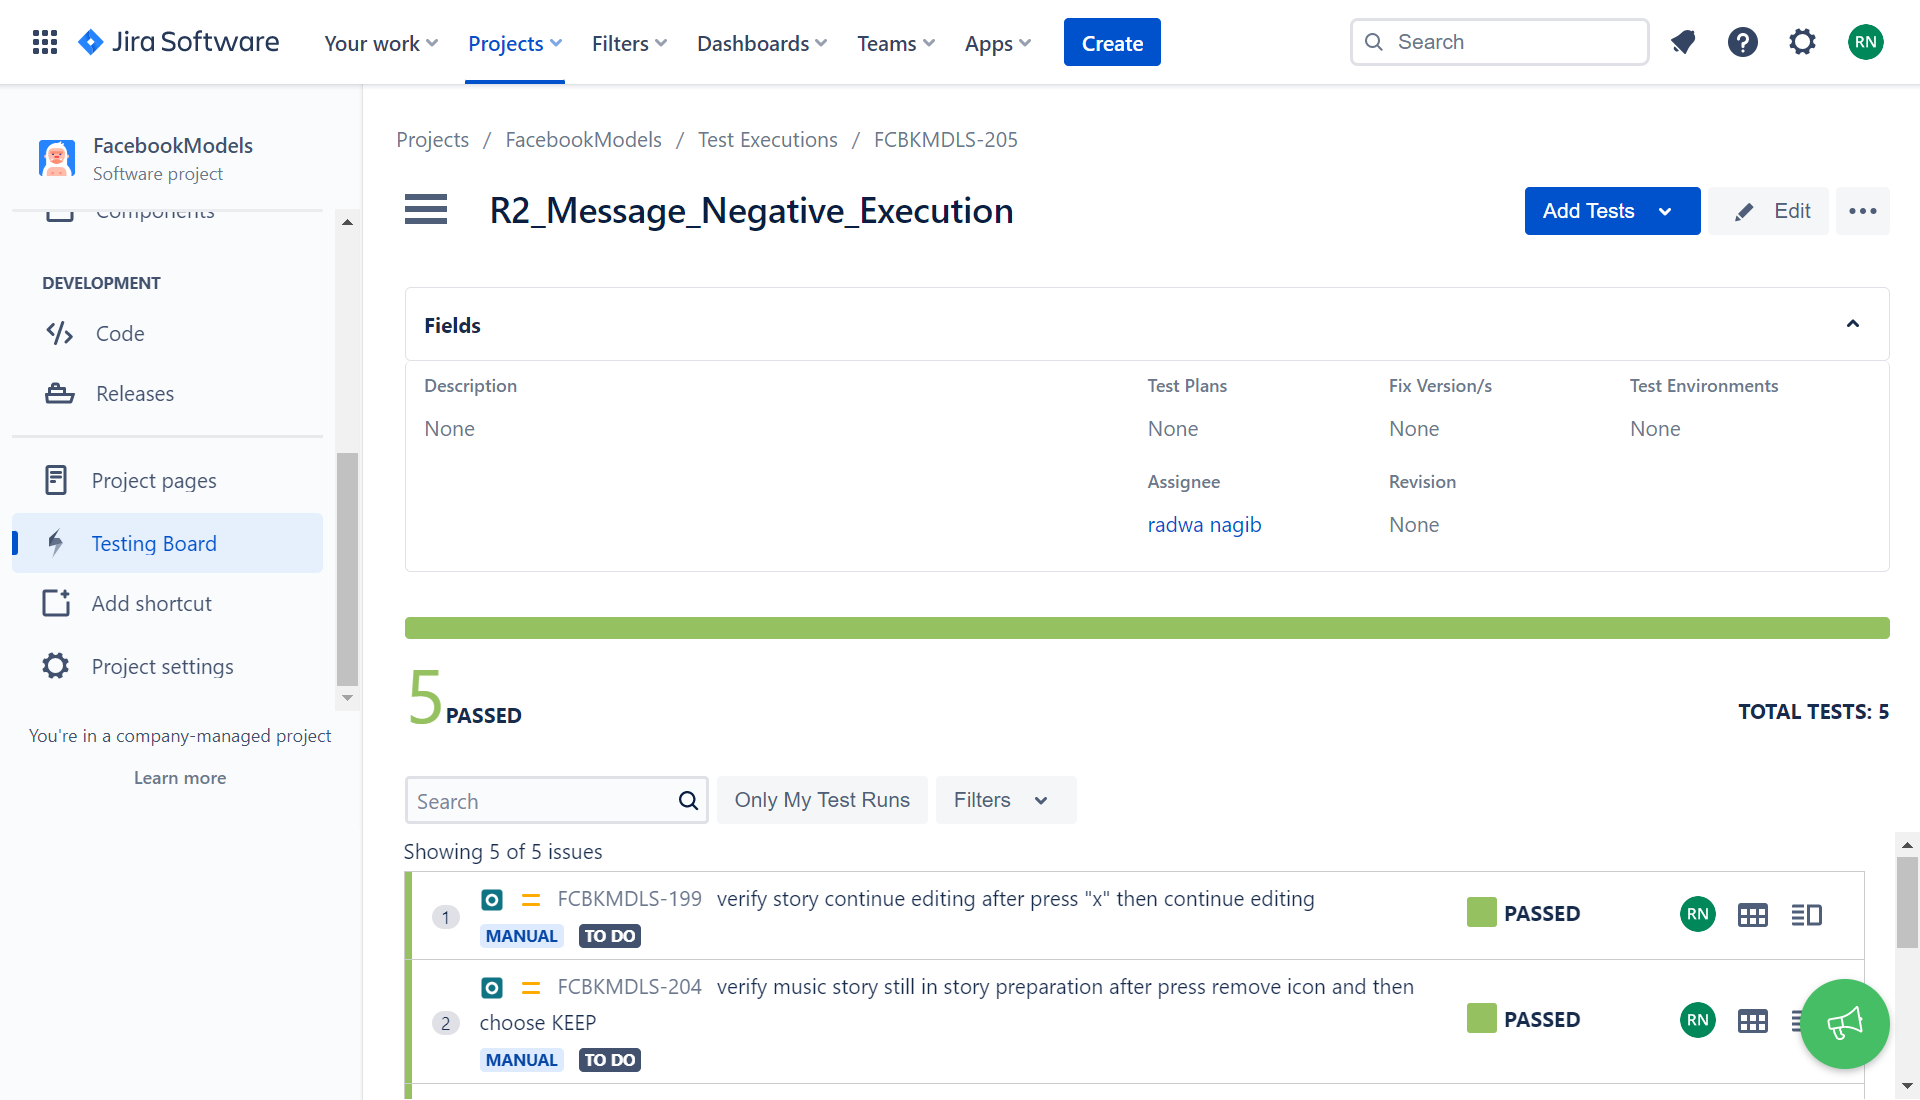 Jira Software
Your work
Projects
Filters
Dashboards
Teams
Apps
Create
Search
RN
FacebookModels
Software project
Components
DEVELOPMENT
Code
Releases
Project pages
Testing Board
Add shortcut
Project settings
You're in a company-managed project
Learn more
Projects / FacebookModels / Test Executions / FCBKMDLS-205
R2_Message_Negative_Execution
Add Tests
Edit
Fields
Description
None
Test Plans
None
Fix Version/s
None
Test Environments
None
Assignee
radwa nagib
Revision
None
5 PASSED
TOTAL TESTS: 5
Search
Only My Test Runs
Filters
Showing 5 of 5 issues
1
FCBKMDLS-199 verify story continue editing after press "x" then continue editing
MANUAL TO DO
PASSED
RN
2
FCBKMDLS-204 verify music story still in story preparation after press remove icon and then
choose KEEP
MANUAL TO DO
PASSED
RN